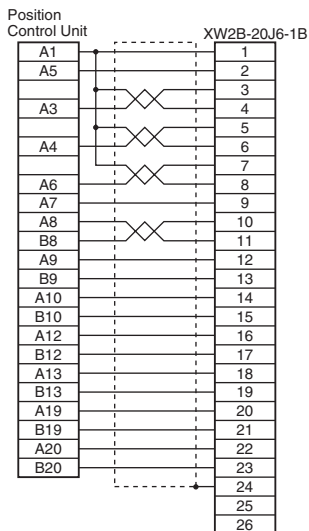 Position
Control Unit
XW2B-20J6-1B
A1 1
A5 2
3
A3 4
5
A4 6
7
A6 8
A7 9
A8 10
B8 11
A9 12
B9 13
A10 14
B10 15
A12 16
B12 17
A13 18
B13 19
A19 20
B19 21
A20 22
B20 23
24
25
26